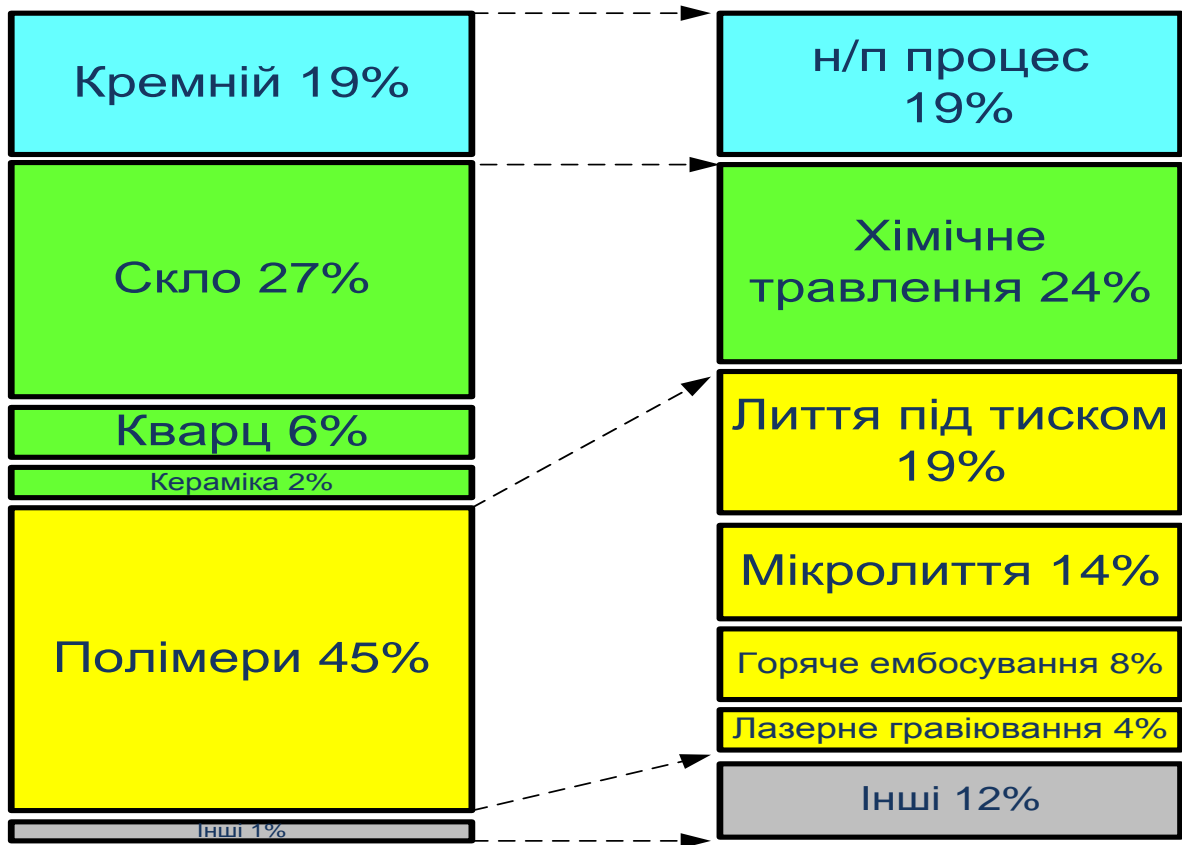 Кремній 19%
Скло 27%
Кварц 6%
Кераміка 2%
Полімери 45%
Інші 1%
н/п процес
19%
Хімічне
травлення 24%
Лиття під тиском
19%
Мікролиття 14%
Горяче ембосування 8%
Лазерне гравіювання 4%
Інші 12%